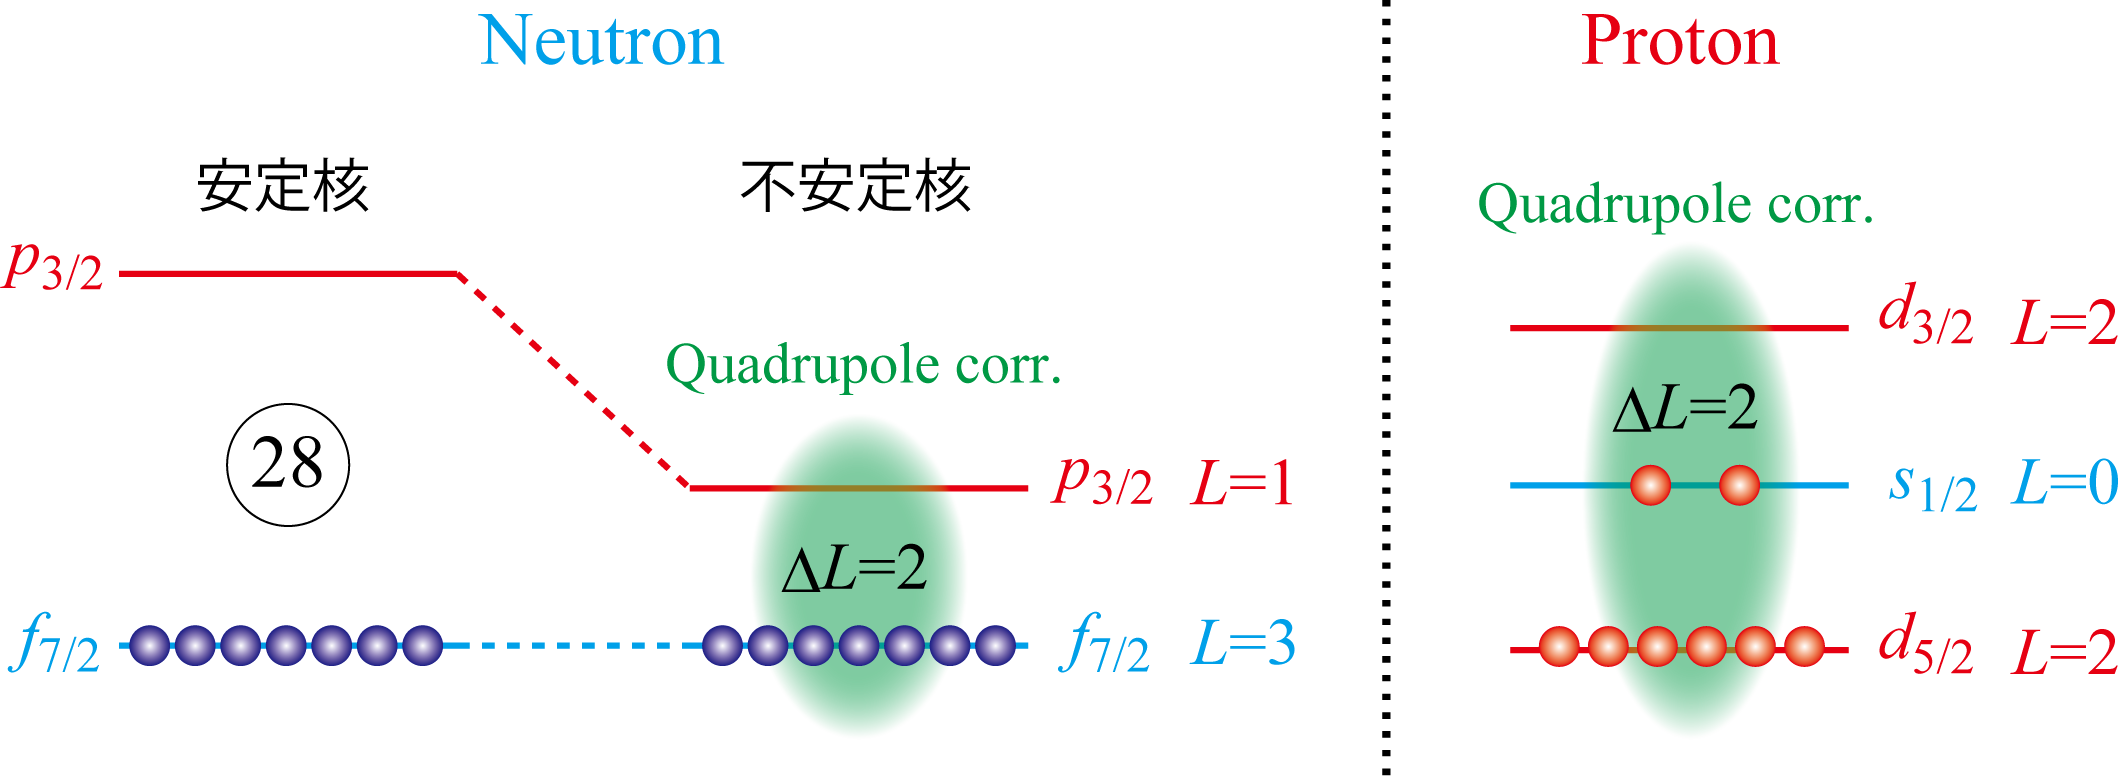 Neutron
安定核
不安定核
p3/2
28
Quadrupole corr.
p3/2 L=1
ΔL=2
f7/2
f7/2 L=3
Proton
Quadrupole corr.
d3/2 L=2
ΔL=2
s1/2 L=0
d5/2 L=2